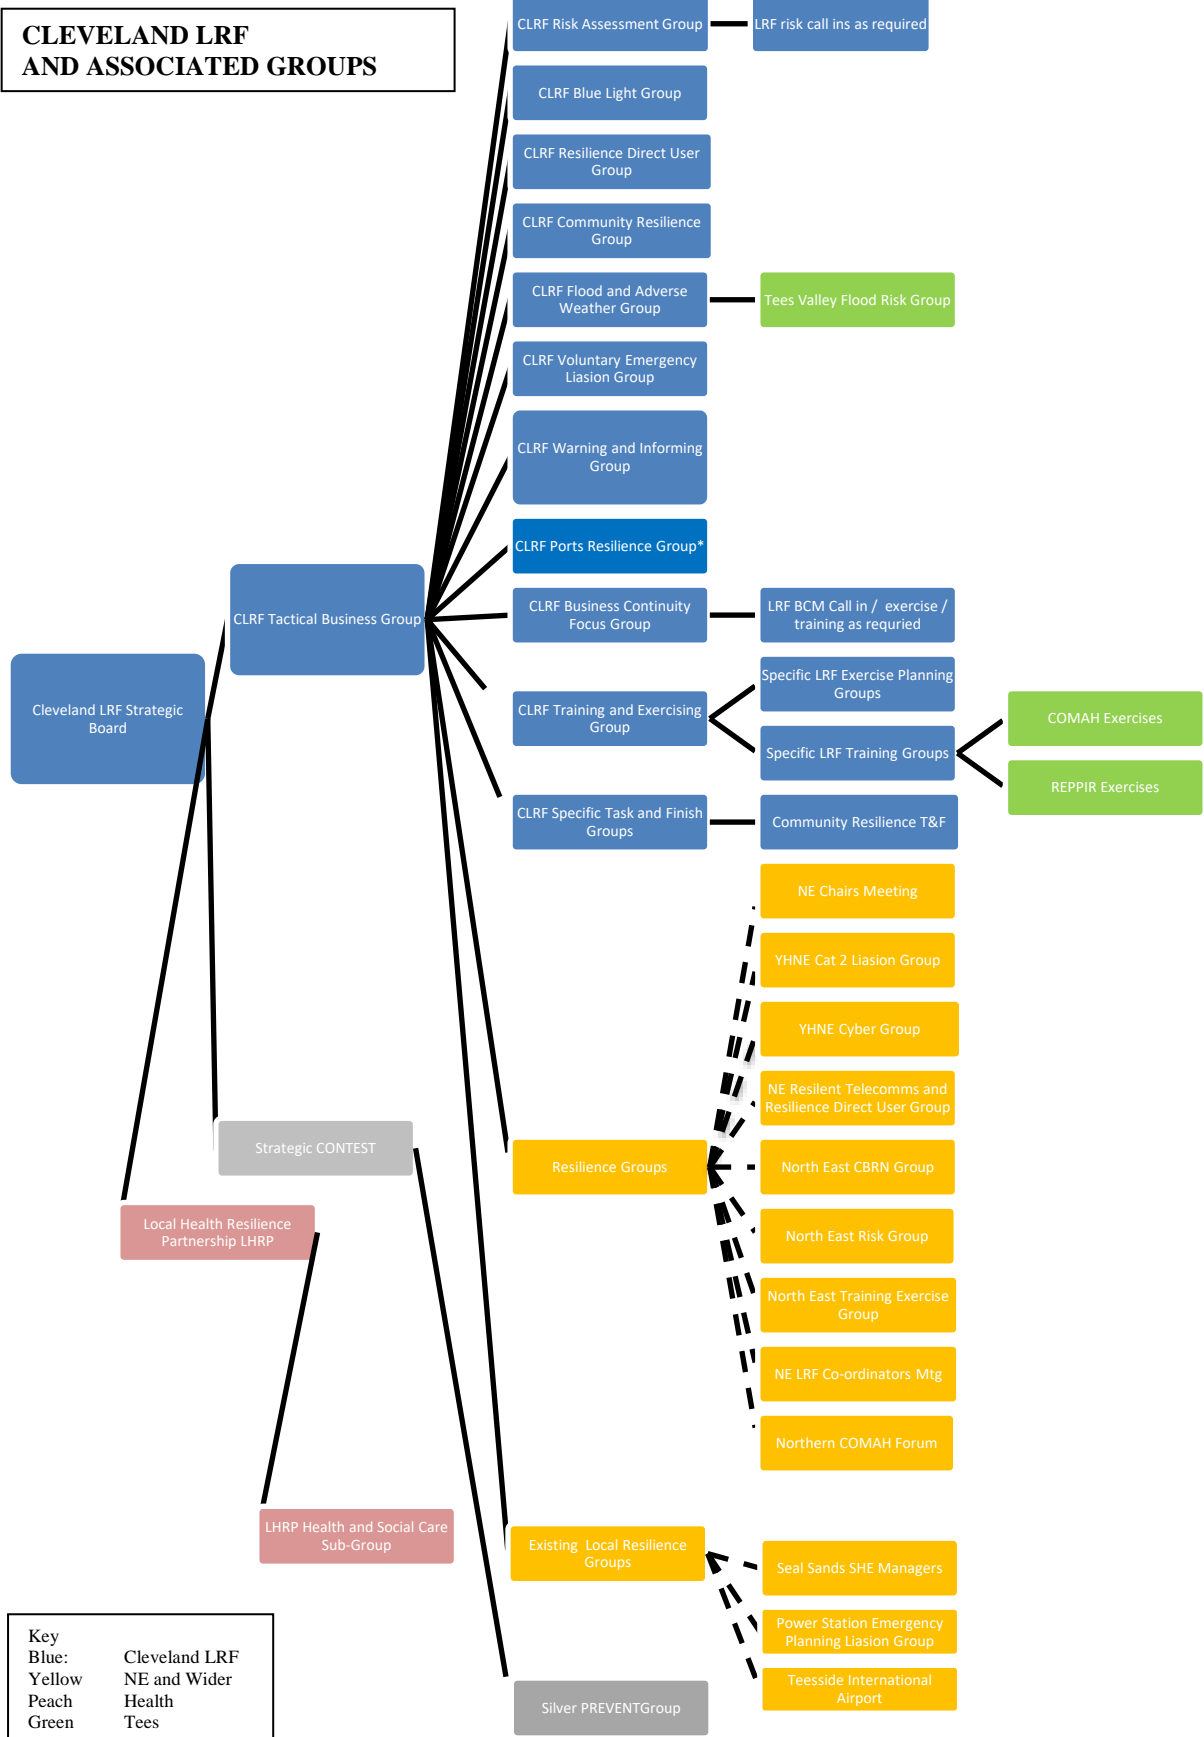 CLEVELAND LRF
AND ASSOCIATED GROUPS
CLRF Risk Assessment Group
LRF risk call ins as required
CLRF Blue Light Group
CLRF Resilience Direct User
Group
CLRF Community Resilience
Group
CLRF Flood and Adverse
Weather Group
Tees Valley Flood Risk Group
CLRF Voluntary Emergency
Liasion Group
CLRF Warning and Informing
Group
CLRF Ports Resilience Group*
CLRF Tactical Business Group
CLRF Business Continuity
Focus Group
LRF BCM Call in / exercise /
training as requried
Cleveland LRF Strategic
Board
CLRF Training and Exercising
Group
Specific LRF Exercise Planning
Groups
Specific LRF Training Groups
COMAH Exercises
REPPIR Exercises
CLRF Specific Task and Finish
Groups
Community Resilience T&F
NE Chairs Meeting
YHNE Cat 2 Liasion Group
YHNE Cyber Group
NE Resilent Telecomms and
Resilience Direct User Group
Strategic CONTEST
Resilience Groups
North East CBRN Group
Local Health Resilience
Partnership LHRP
North East Risk Group
North East Training Exercise
Group
NE LRF Co-ordinators Mtg
Northern COMAH Forum
LHRP Health and Social Care
Sub-Group
Existing Local Resilience
Groups
Seal Sands SHE Managers
Power Station Emergency
Planning Liasion Group
Teesside International
Airport
Silver PREVENTGroup
Key
Blue: Cleveland LRF
Yellow NE and Wider
Peach Health
Green Tees